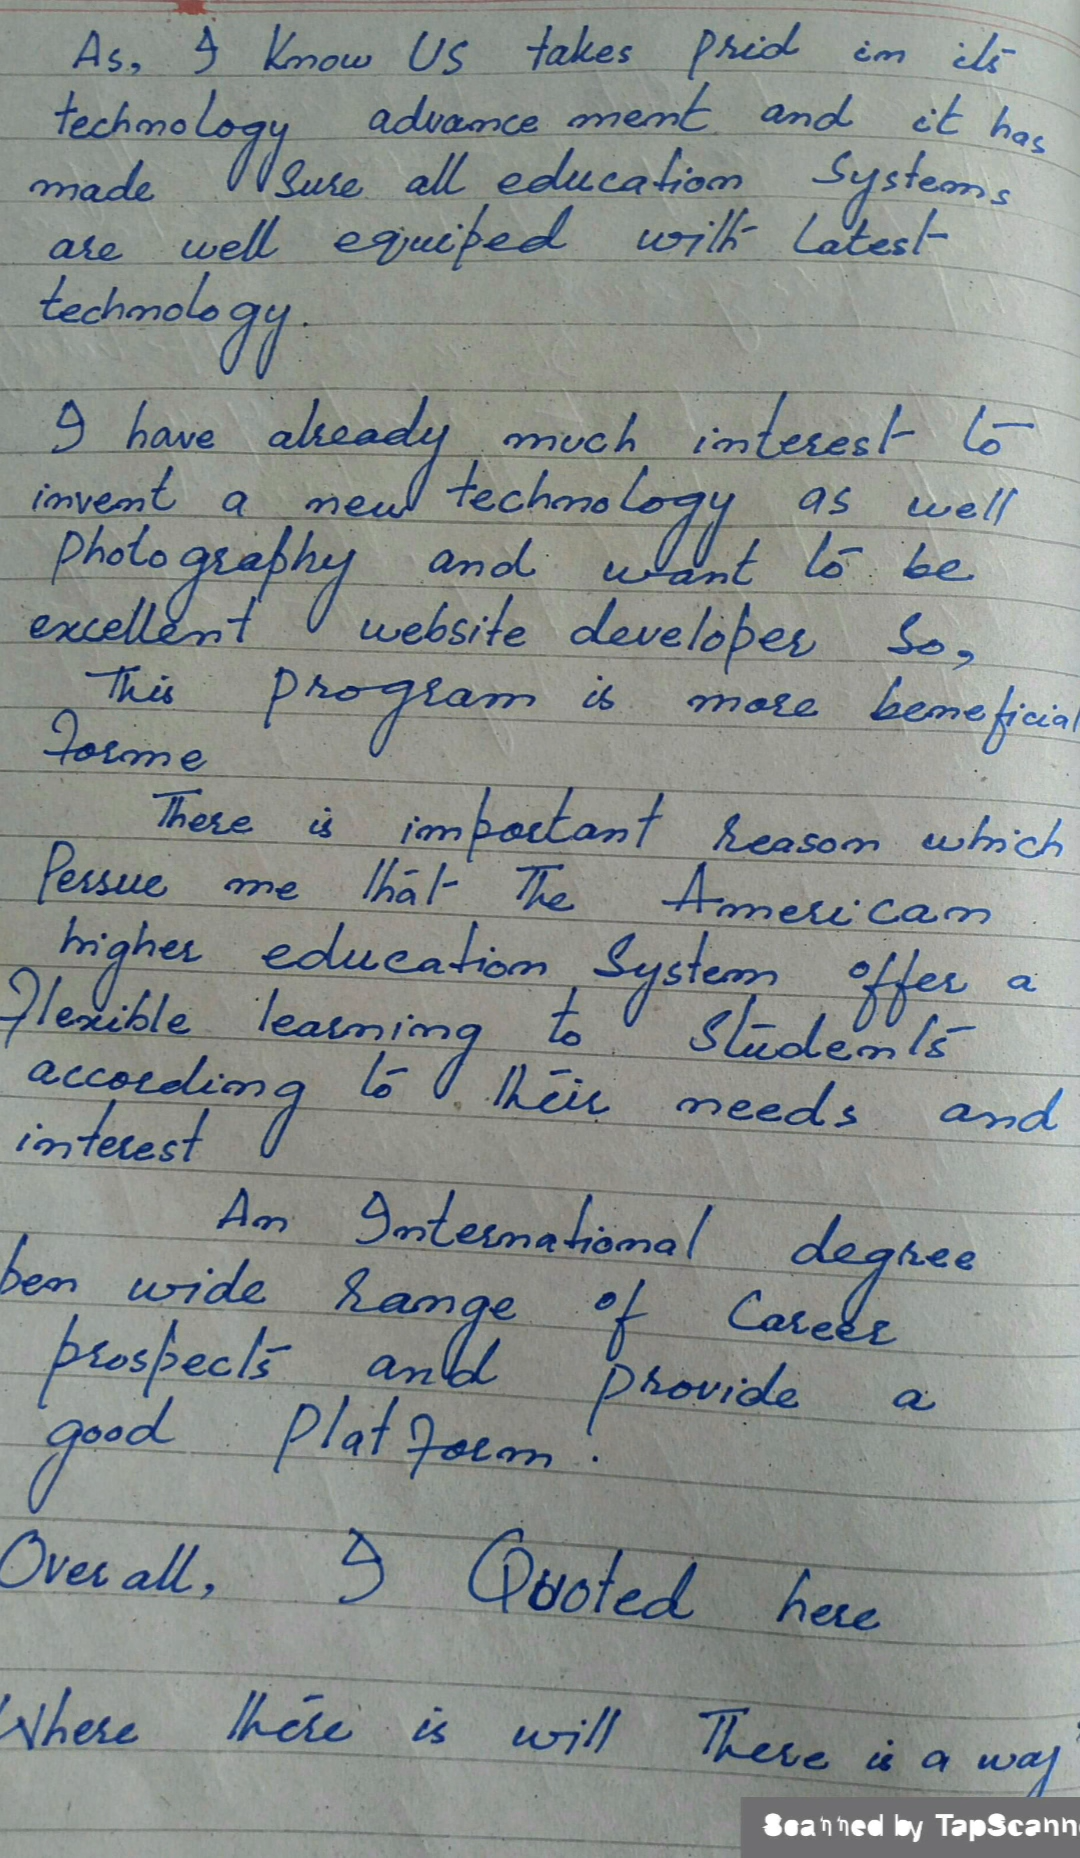 As, I Know US takes prid in its
technology advance ment and it has
made Sure all education Systems
are well equiped with Latest
technology.
I have already much interest to
invent a new technology as well
Photography and want to be
excellent website developer So,
This program is more beneficial
Forme
There is important reason which
Persue me that The American
higher education System offer a
Flexible learning to Students
according to their needs and
interest
An International degree
ben wide range of Career
prospects and provide a
good Plat Form.
Over all, I Quoted here
Where there is will There is a way"
Scanned by TapScann